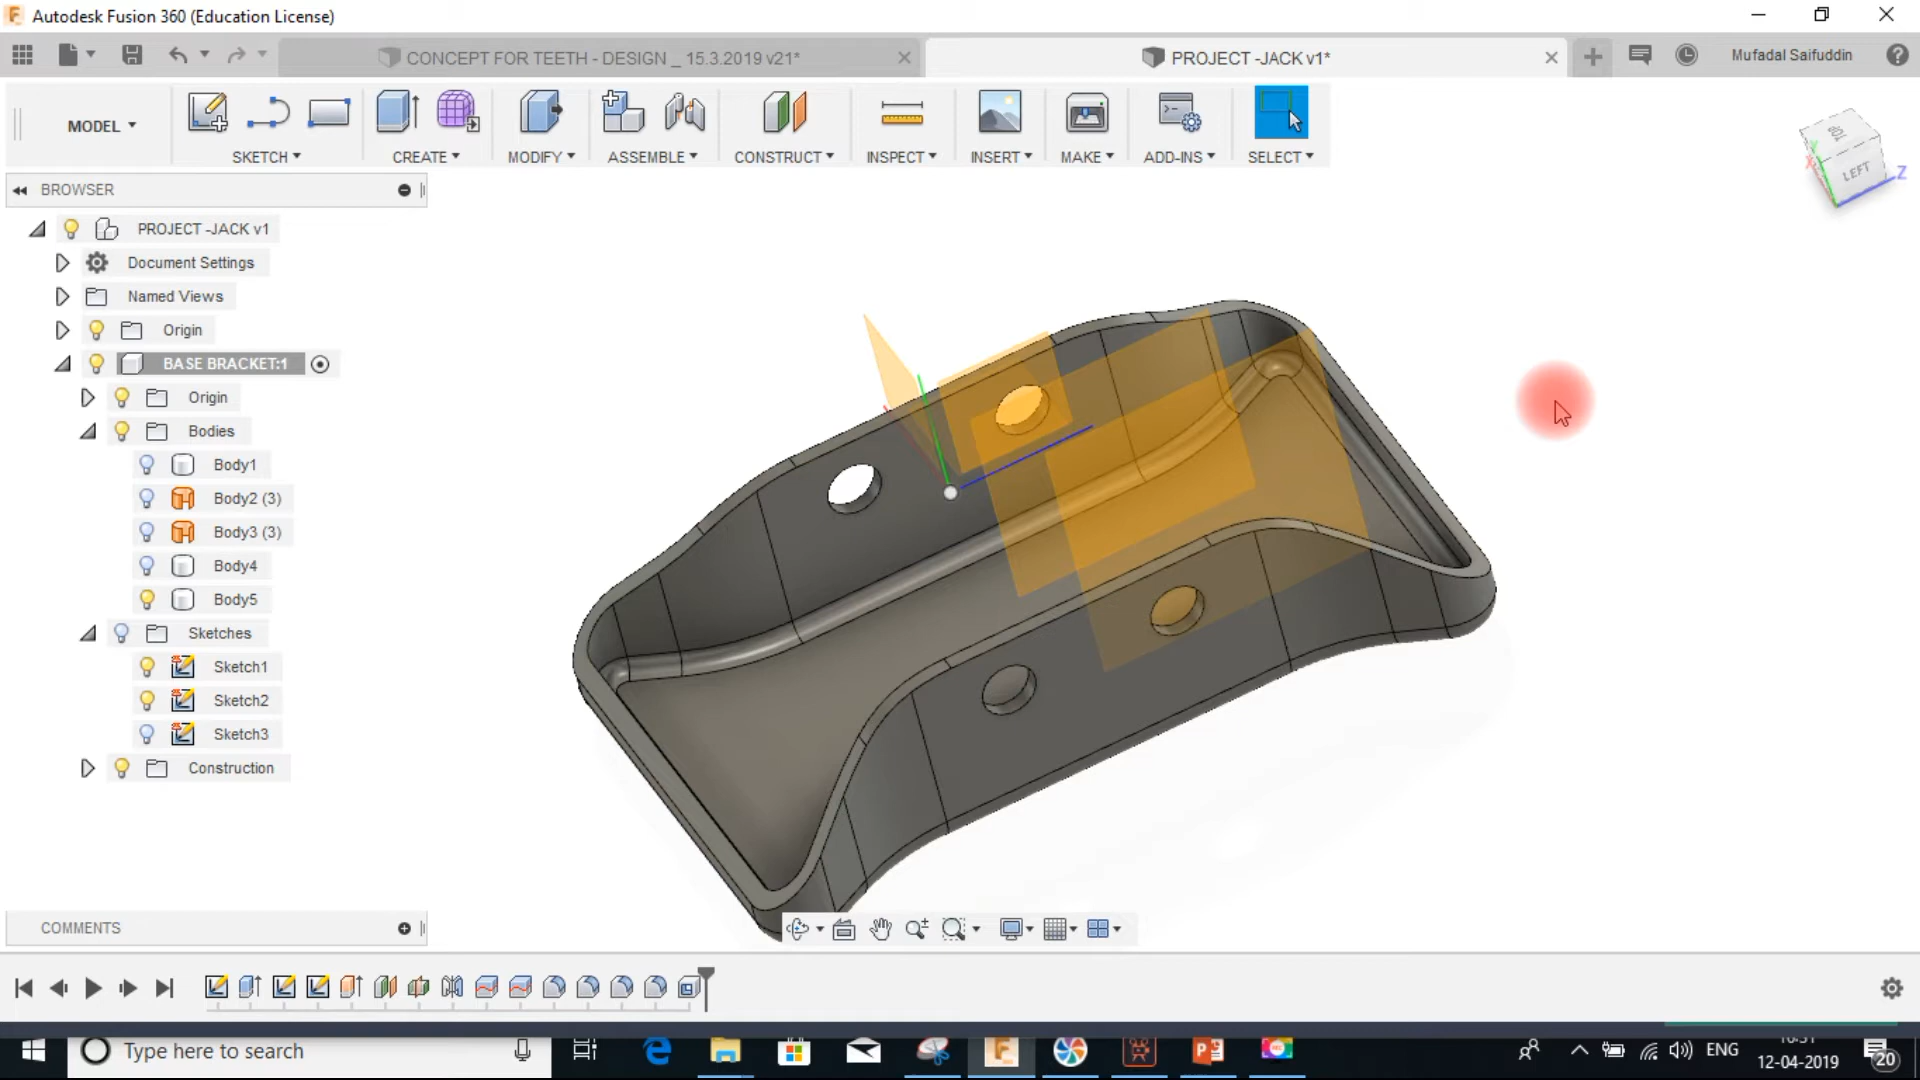 Autodesk Fusion 360 (Education License)
CONCEPT FOR TEETH - DESIGN _ 15.3.2019 v21*
PROJECT -JACK v1*
Mufadal Saifuddin
MODEL
SKETCH
CREATE
MODIFY
ASSEMBLE
CONSTRUCT
INSPECT
INSERT
MAKE
ADD-INS
SELECT
TOP
LEFT
X
Y
Z
BROWSER
PROJECT -JACK v1
Document Settings
Named Views
Origin
BASE BRACKET:1
Origin
Bodies
Body1
Body2 (3)
Body3 (3)
Body4
Body5
Sketches
Sketch1
Sketch2
Sketch3
Construction
COMMENTS
Type here to search
ENG
12-04-2019
20